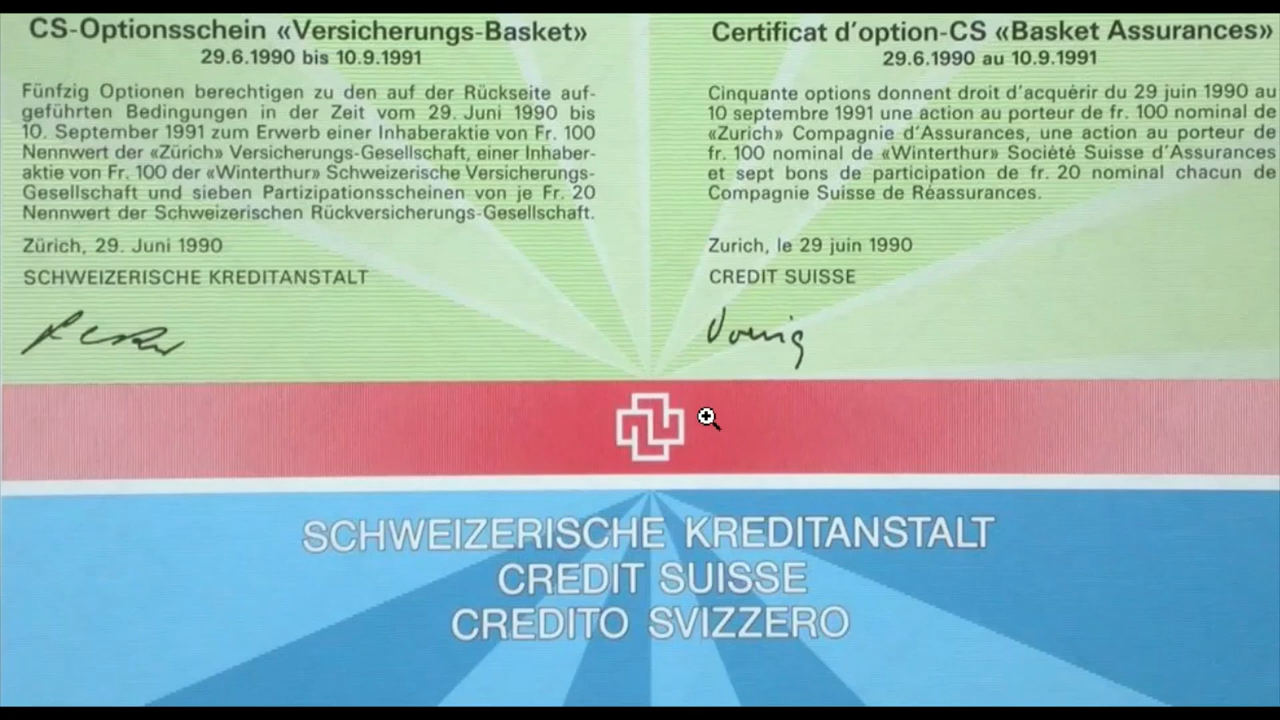 CS-Optionsschein «Versicherungs-Basket»
29.6.1990 bis 10.9.1991
Fünfzig Optionen berechtigen zu den auf der Rückseite auf-
geführten Bedingungen in der Zeit vom 29. Juni 1990 bis
10. September 1991 zum Erwerb einer Inhaberaktie von Fr. 100
Nennwert der «Zürich» Versicherungs-Gesellschaft, einer Inhaber-
aktie von Fr. 100 der «Winterthur» Schweizerische Versicherungs-
Gesellschaft und sieben Partizipationsscheinen von je Fr. 20
Nennwert der Schweizerischen Rückversicherungs-Gesellschaft.
Zürich, 29. Juni 1990
SCHWEIZERISCHE KREDITANSTALT
Certificat d'option-CS «Basket Assurances»
29.6.1990 au 10.9.1991
Cinquante options donnent droit d'acquérir du 29 juin 1990 au
10 septembre 1991 une action au porteur de fr. 100 nominal de
«Zurich» Compagnie d'Assurances, une action au porteur de
fr. 100 nominal de «Winterthur» Société Suisse d'Assurances
et sept bons de participation de fr. 20 nominal chacun de
Compagnie Suisse de Réassurances.
Zurich, le 29 juin 1990
CREDIT SUISSE
SCHWEIZERISCHE KREDITANSTALT
CREDIT SUISSE
CREDITO SVIZZERO